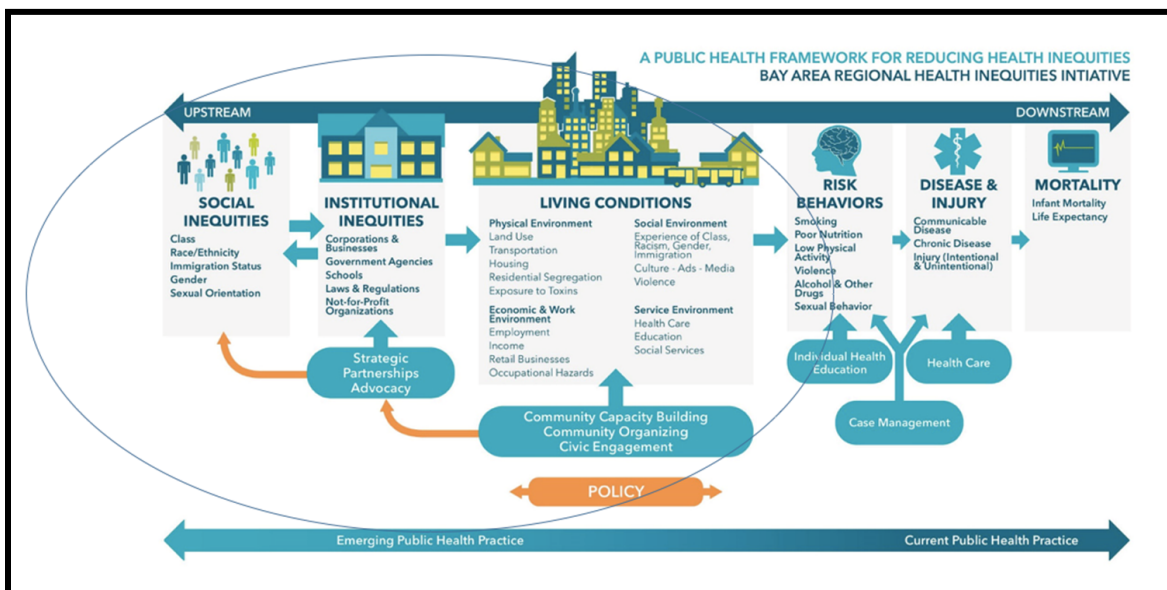 A PUBLIC HEALTH FRAMEWORK FOR REDUCING HEALTH INEQUITIES
BAY AREA REGIONAL HEALTH INEQUITIES INTIATIVE
UPSTREAM
DOWNSTREAM
SOCIAL
INEQUITIES
Class
Race/Ethnicity
Immigration Status
Gender
Sexual Orientation
INSTITUTIONAL
INEQUITIES
Corporations &
Businesses
Government Agencies
Schools
Laws & Regulations
Not-for-Profit
Organizations
LIVING CONDITIONS
Physical Environment
Land Use
Transportation
Housing
Residential Segregation
Exposure to Toxins
Economic & Work
Environment
Employment
Income
Retail Businesses
Occupational Hazards
Social Environment
Experience of Class,
Racism, Gender,
Immigration
Culture - Ads - Media
Violence
Service Environment
Health Care
Education
Social Services
RISK
BEHAVIORS
Smoking
Poor Nutrition
Low Physical
Activity
Violence
Alcohol & Other
Drugs
Sexual Behavior
DISEASE &
INJURY
Communicable
Disease
Chronic Disease
Injury (Intentional
& Unintentional)
MORTALITY
Infant Mortality
Life Expectancy
Strategic
Partnerships
Advocacy
Community Capacity Building
Community Organizing
Civic Engagement
Individual Health
Education
Health Care
Case Management
POLICY
Emerging Public Health Practice
Current Public Health Practice